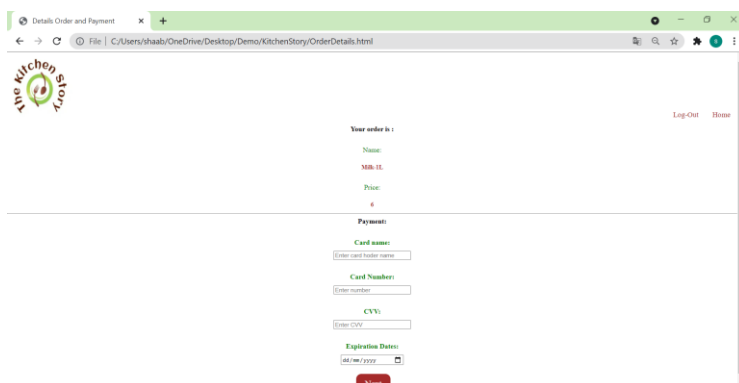 Details Order and Payment
File | C:/Users/shaab/OneDrive/Desktop/Demo/KitchenStory/OrderDetails.html
The Kitchen Story
Log-Out Home
Your order is :
Name:
Milk-1L
Price:
6
Payment:
Card name:
Enter card holer name
Card Number:
Enter number
CVV:
Enter CVV
Expiration Dates:
dd/mm/yyyy